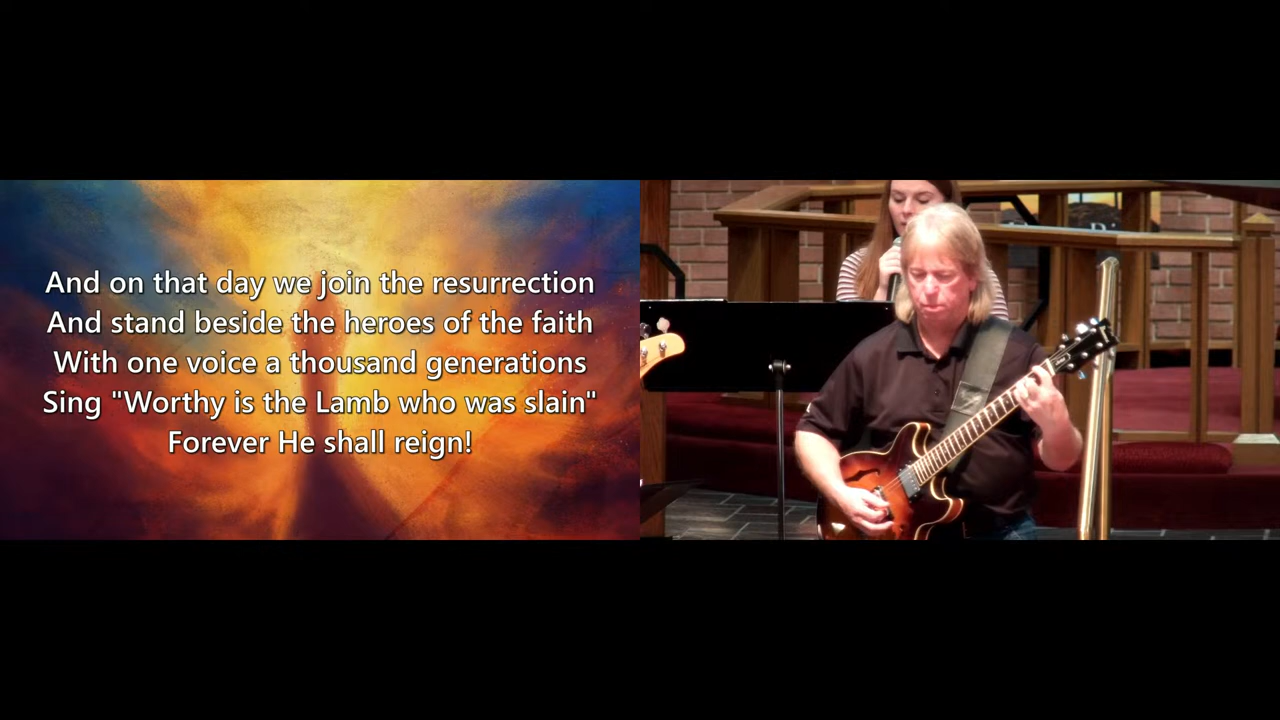 And on that day we join the resurrection
And stand beside the heroes of the faith
With one voice a thousand generations
Sing "Worthy is the Lamb who was slain"
Forever He shall reign!